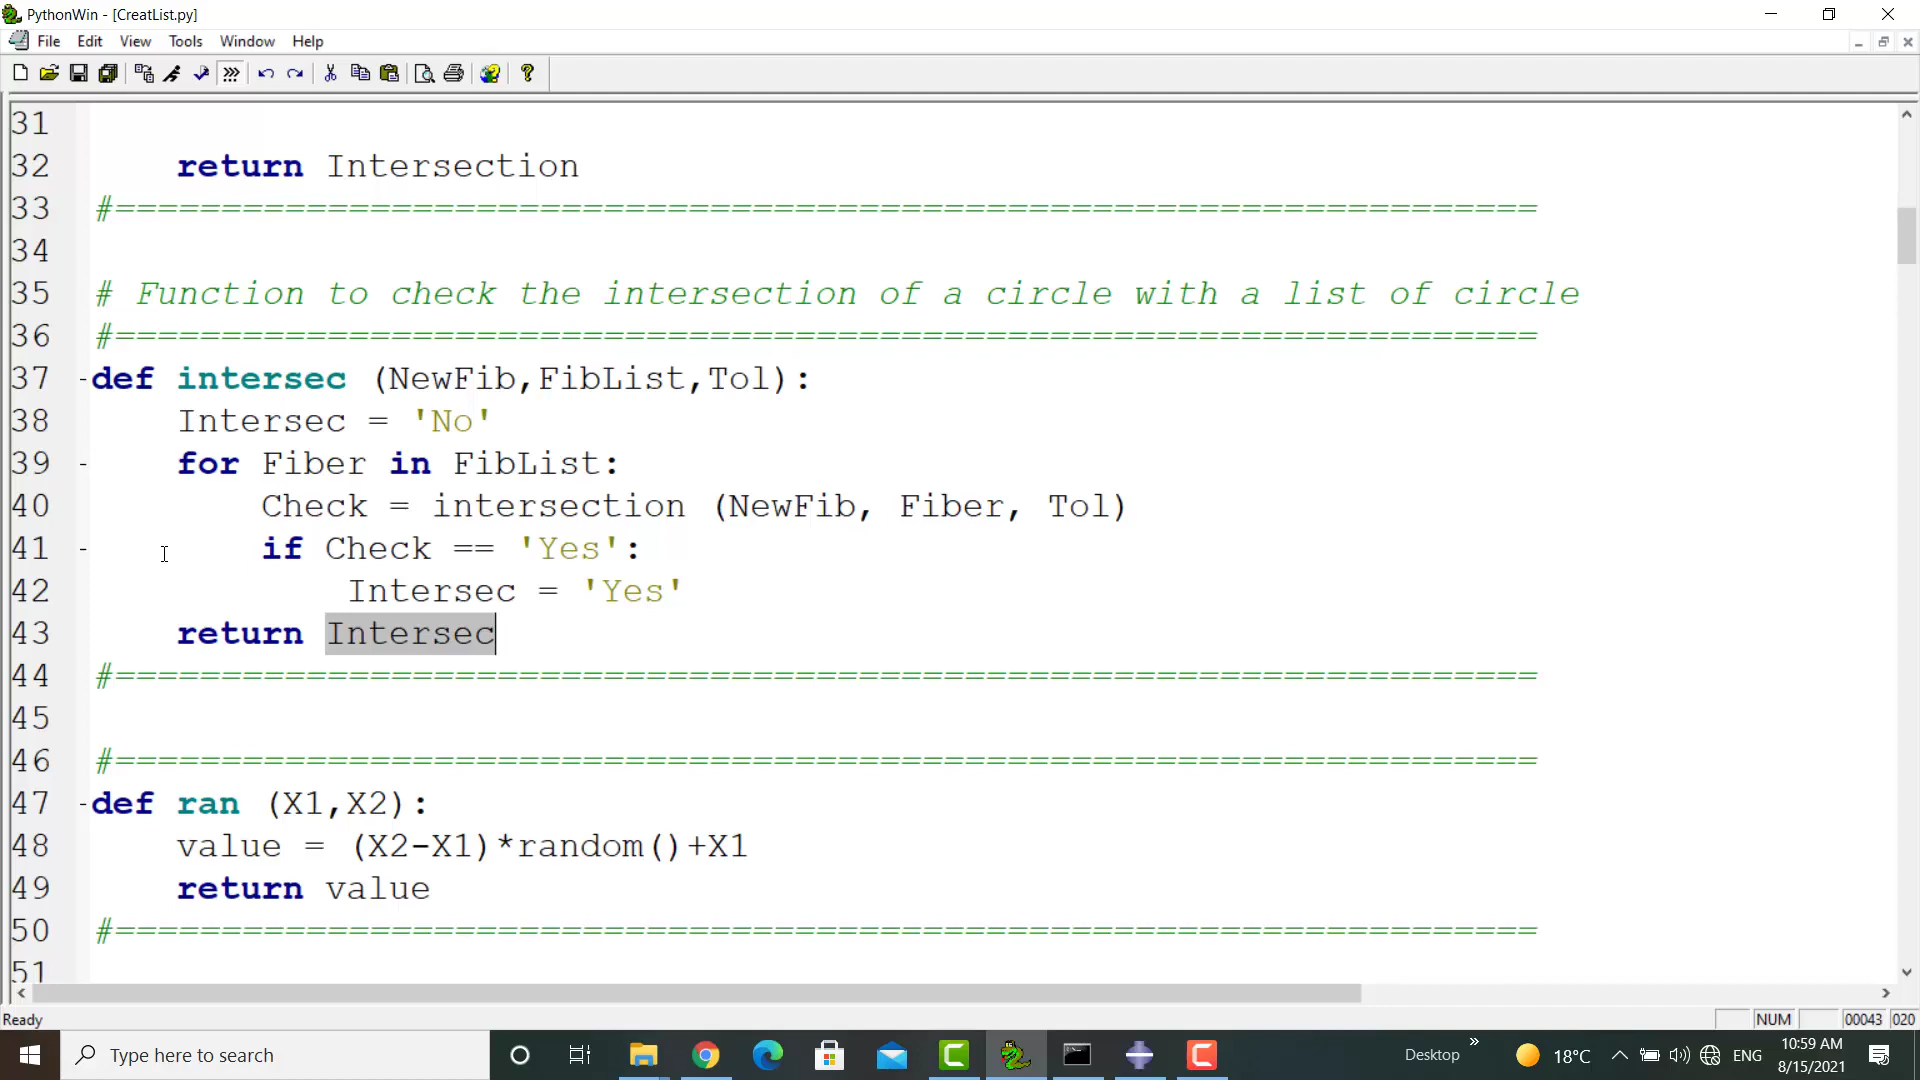 PythonWin - [CreatList.py]
File Edit View Tools Window Help
31
32 return Intersection
33 #===================================================================
34
35 # Function to check the intersection of a circle with a list of circle
36 #===================================================================
37 -def intersec (NewFib,FibList,Tol):
38 Intersec = 'No'
39 - for Fiber in FibList:
40 Check = intersection (NewFib, Fiber, Tol)
41 - if Check == 'Yes':
42 Intersec = 'Yes'
43 return Intersec
44 #===================================================================
45
46 #===================================================================
47 -def ran (X1,X2):
48 value = (X2-X1)*random()+X1
49 return value
50 #===================================================================
51
Ready NUM 00043 020
Type here to search Desktop 18°C ENG 10:59 AM
8/15/2021